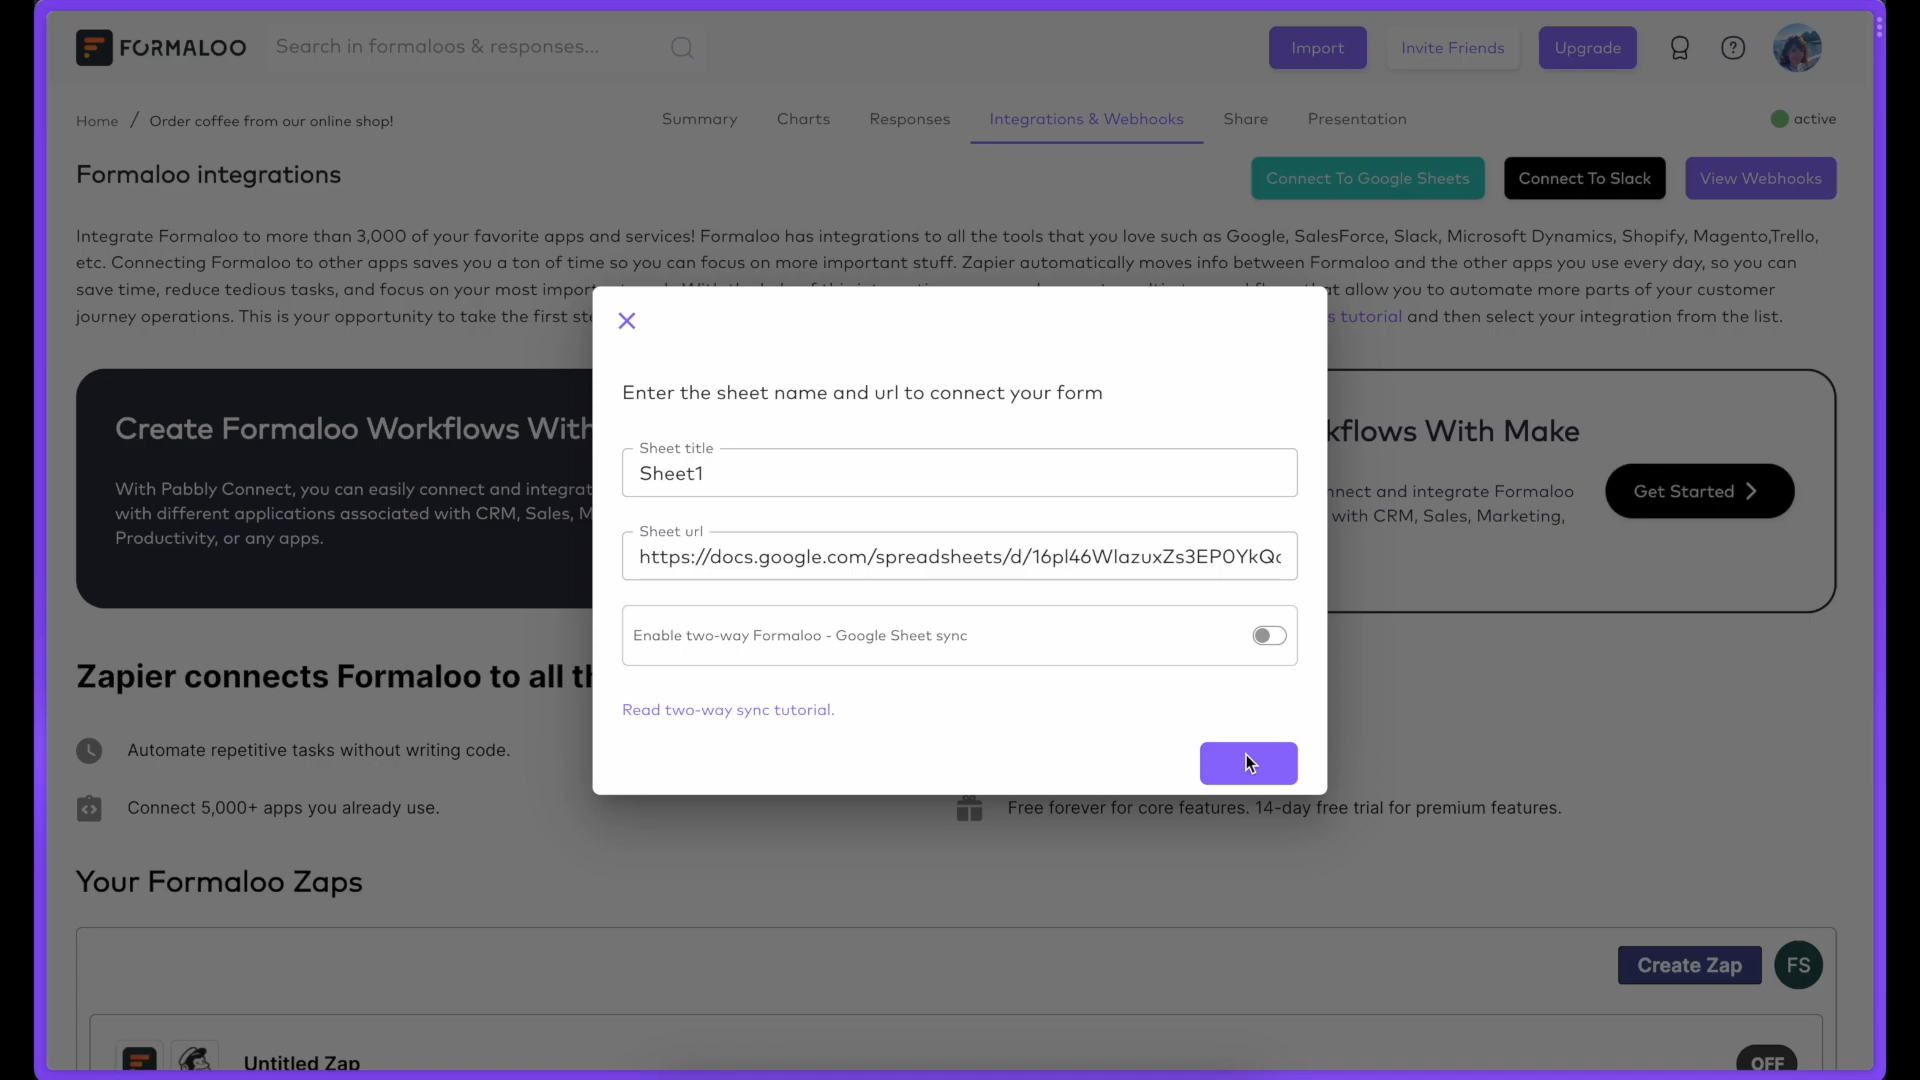 FORMALOO
Search in formaloos & responses...
Import
Invite Friends
Upgrade
Home / Order coffee from our online shop!
Summary
Charts
Responses
Integrations & Webhooks
Share
Presentation
active
Formaloo integrations
Connect To Google Sheets
Connect To Slack
View Webhooks
Integrate Formaloo to more than 3,000 of your favorite apps and services! Formaloo has integrations to all the tools that you love such as Google, SalesForce, Slack, Microsoft Dynamics, Shopify, Magento,Trello,
etc. Connecting Formaloo to other apps saves you a ton of time so you can focus on more important stuff. Zapier automatically moves info between Formaloo and the other apps you use every day, so you can
save time, reduce tedious tasks, and focus on your most that allow you to automate more parts of your customer
journey operations. This is your opportunity to take the first tutorial and then select your integration from the list.
Enter the sheet name and url to connect your form
Sheet title
Sheet1
Sheet url
https://docs.google.com/spreadsheets/d/16pl46WlazuxZs3EP0YkQ
Enable two-way Formaloo - Google Sheet sync
Read two-way sync tutorial.
Create Formaloo Workflows With
With Pabbly Connect, you can easily connect and
with different applications associated with CRM, Sales,
Productivity, or any apps.
With Make
and integrate Formaloo
with CRM, Sales, Marketing,
Get Started
Zapier connects Formaloo to all
Automate repetitive tasks without writing code.
Connect 5,000+ apps you already use.
Free forever for core features. 14-day free trial for premium features.
Your Formaloo Zaps
Create Zap
FS
Untitled Zap
OFF